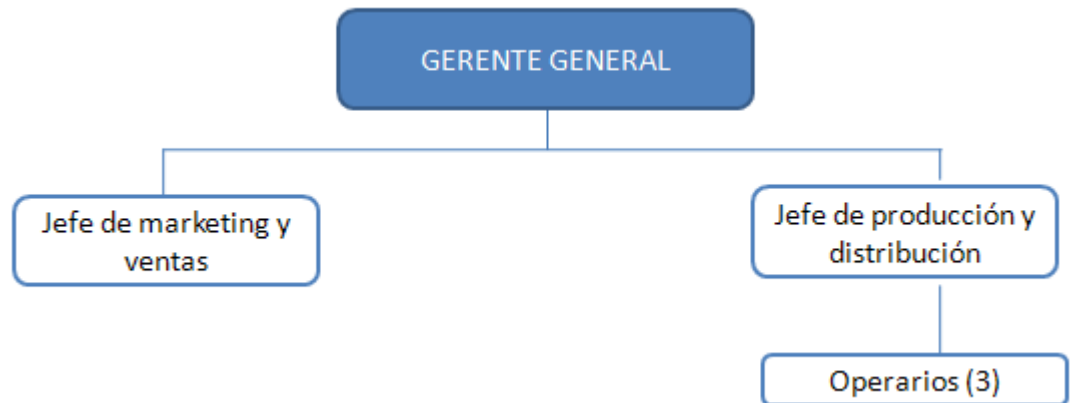 GERENTE GENERAL
Jefe de marketing y
ventas
Jefe de producción y
distribución
Operarios (3)